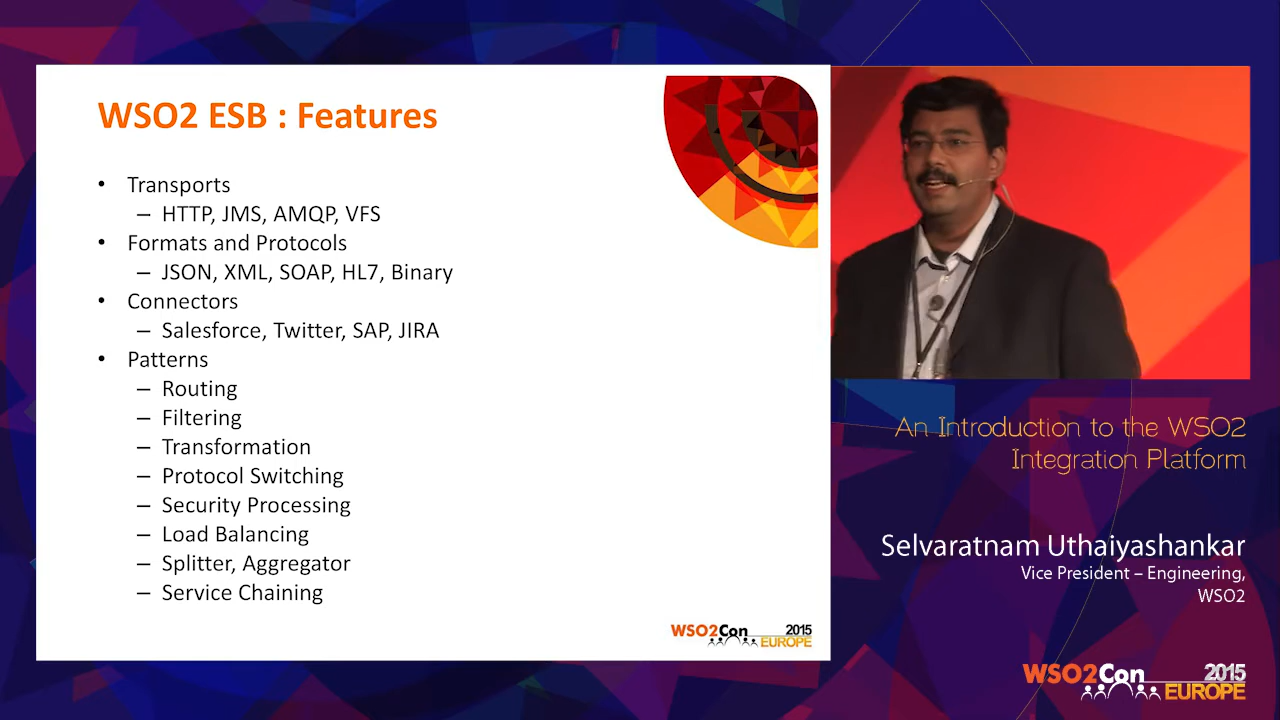 WSO2 ESB : Features
• Transports
– HTTP, JMS, AMQP, VFS
• Formats and Protocols
– JSON, XML, SOAP, HL7, Binary
• Connectors
– Salesforce, Twitter, SAP, JIRA
• Patterns
– Routing
– Filtering
– Transformation
– Protocol Switching
– Security Processing
– Load Balancing
– Splitter, Aggregator
– Service Chaining
WSO2Con 2015
EUROPE
An Introduction to the WSO2
Integration Platform
Selvaratnam Uthaiyashankar
Vice President – Engineering,
WSO2
WSO2Con 2015
EUROPE